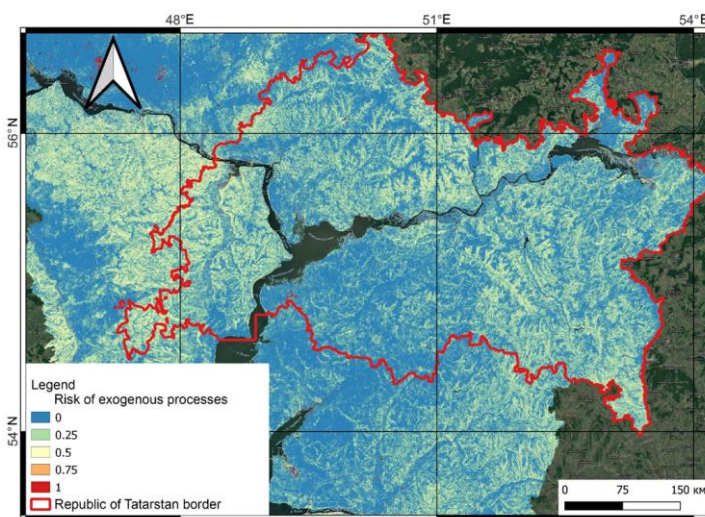 48°E 51°E 54°E
56°N
54°N
Legend
Risk of exogenous processes
0
0.25
0.5
0.75
1
Republic of Tatarstan border
0 75 150 км